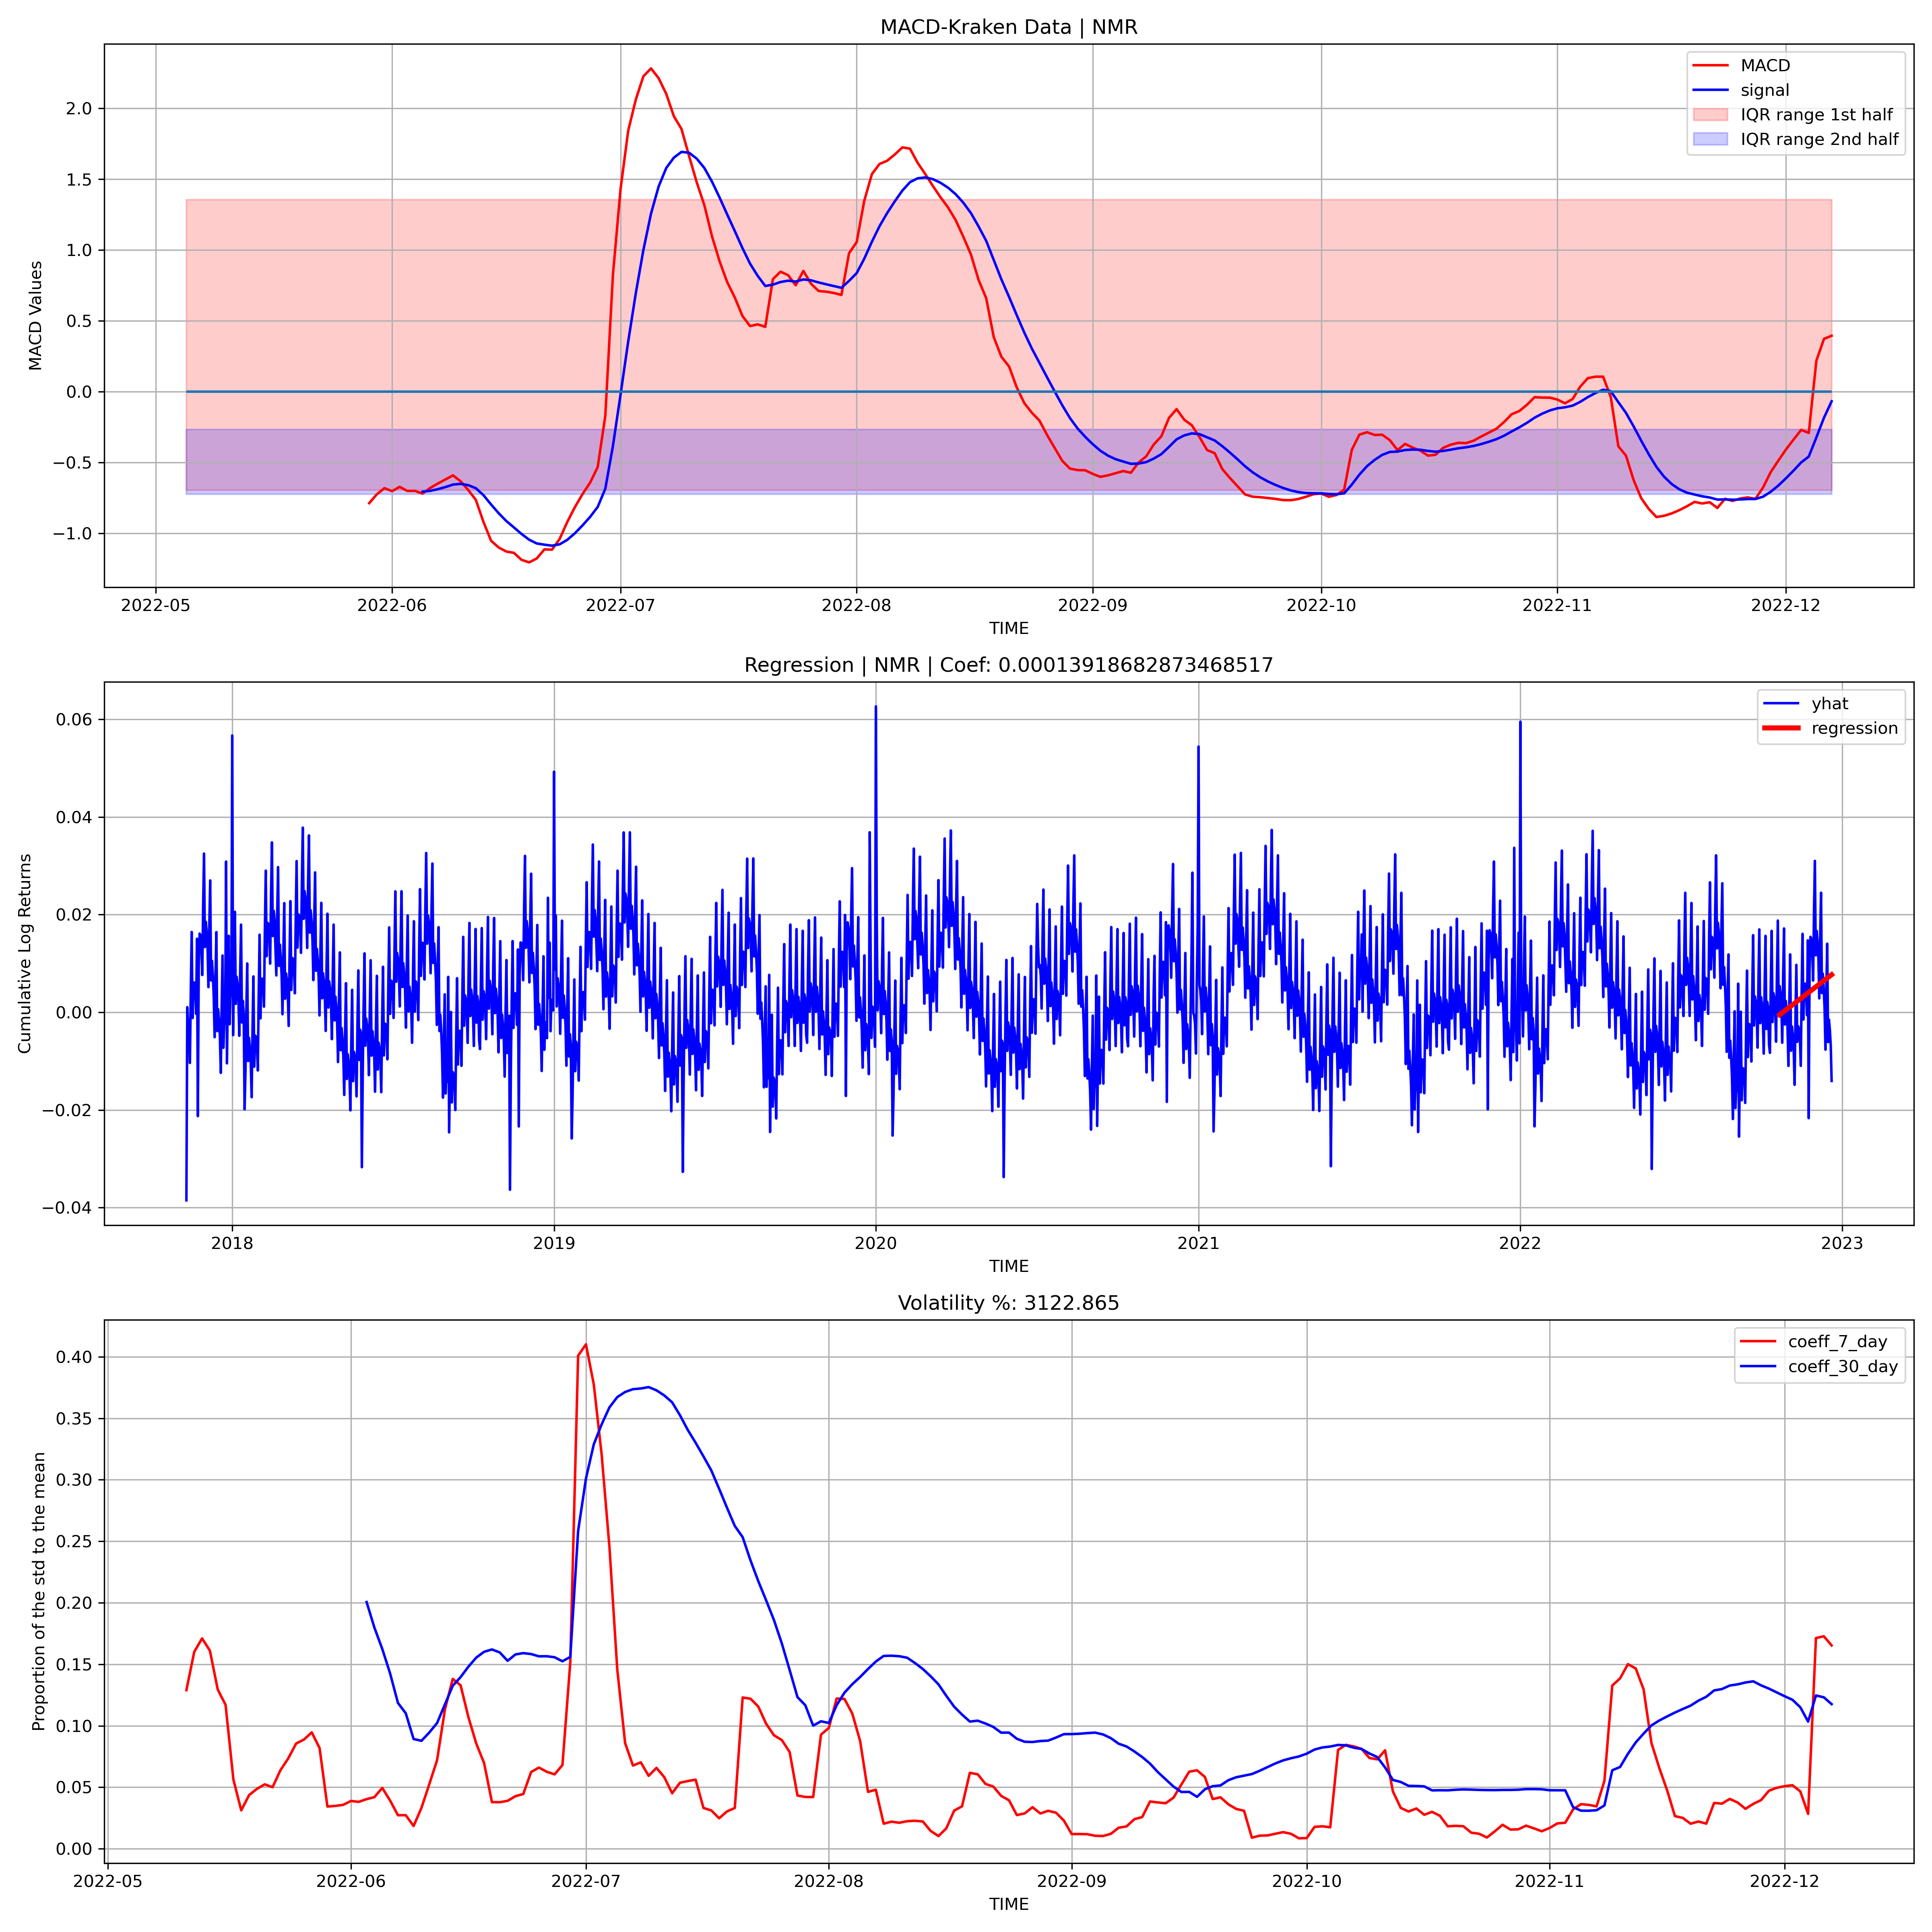 MACD-Kraken Data | NMR
MACD
signal
IQR range 1st half
IQR range 2nd half
2.0
1.5
1.0
0.5
0.0
−0.5
−1.0
MACD Values
2022-05 2022-06 2022-07 2022-08 2022-09 2022-10 2022-11 2022-12
TIME
Regression | NMR | Coef: 0.00013918682873468517
yhat
regression
0.06
0.04
0.02
0.00
−0.02
−0.04
Cumulative Log Returns
2018 2019 2020 2021 2022 2023
TIME
Volatility %: 3122.865
coeff_7_day
coeff_30_day
0.40
0.35
0.30
0.25
0.20
0.15
0.10
0.05
0.00
Proportion of the std to the mean
2022-05 2022-06 2022-07 2022-08 2022-09 2022-10 2022-11 2022-12
TIME